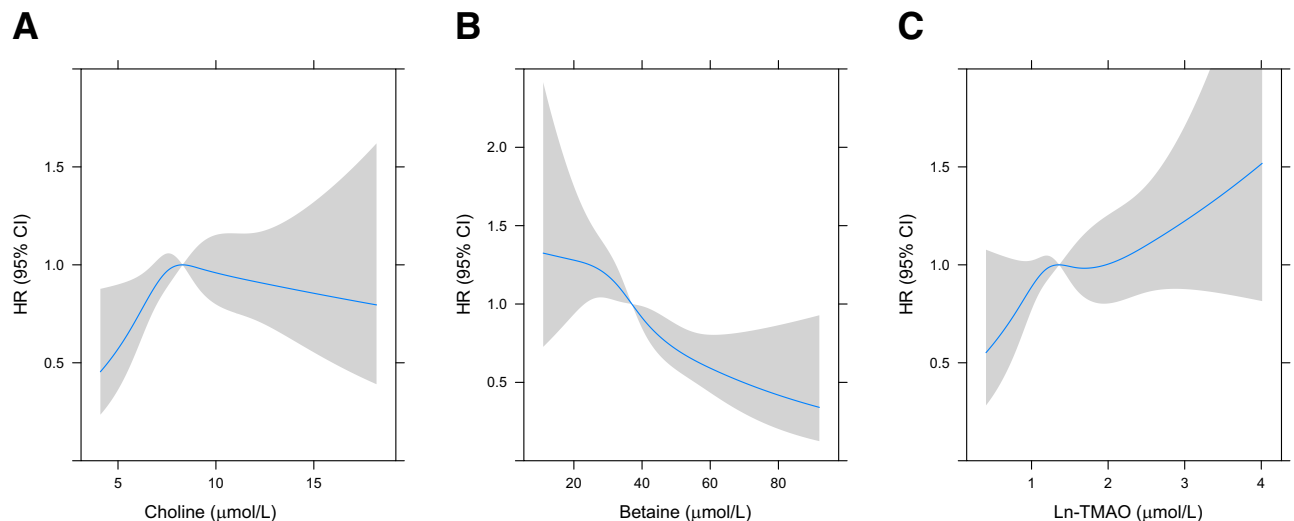 A
B
C
HR (95% CI)
1.5
1.0
0.5
5
10
15
Choline (μmol/L)
HR (95% CI)
2.0
1.5
1.0
0.5
20
40
60
80
Betaine (μmol/L)
HR (95% CI)
1.5
1.0
0.5
1
2
3
4
Ln-TMAO (μmol/L)